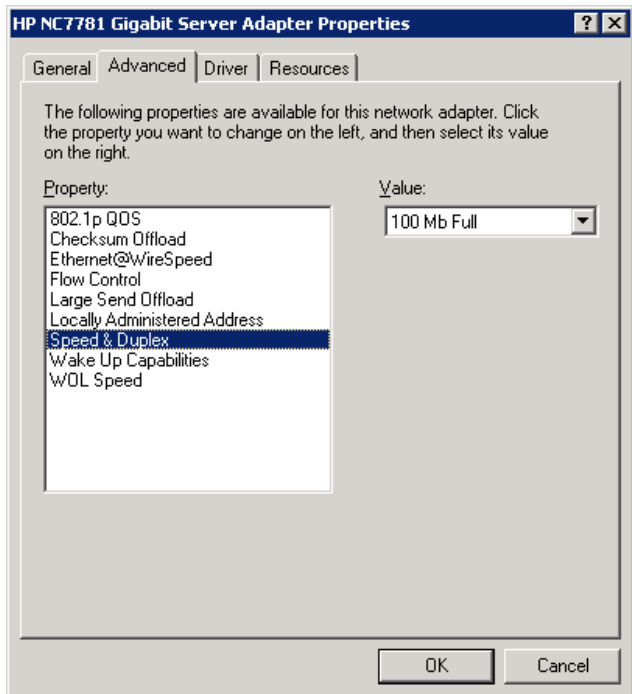 HP NC7781 Gigabit Server Adapter Properties
General Advanced Driver Resources
The following properties are available for this network adapter. Click
the property you want to change on the left, and then select its value
on the right.
Property:
802.1p QOS
Checksum Offload
Ethernet@WireSpeed
Flow Control
Large Send Offload
Locally Administered Address
Speed & Duplex
Wake Up Capabilities
WOL Speed
Value:
100 Mb Full
OK Cancel